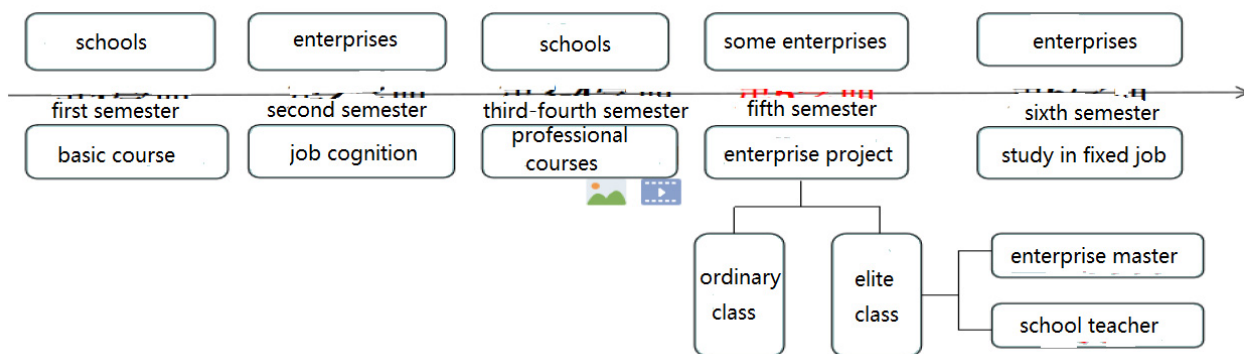 schools
enterprises
schools
some enterprises
enterprises
first semester
second semester
third-fourth semester
fifth semester
sixth semester
basic course
job cognition
professional
courses
enterprise project
study in fixed job
ordinary
class
elite
class
enterprise master
school teacher